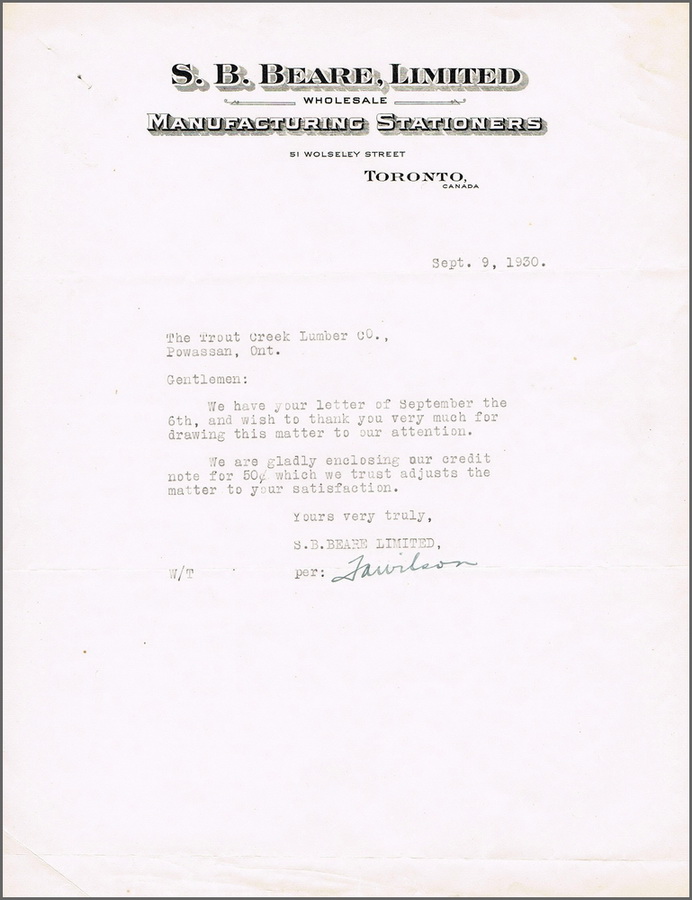 S. B. BEARE, LIMITED
WHOLESALE
MANUFACTURING STATIONERS
51 WOLSELEY STREET
TORONTO,
CANADA
Sept. 9, 1930.
The Trout Creek Lumber CO.,
Powassan, Ont.
Gentlemen:
We have your letter of September the
6th, and wish to thank you very much for
drawing this matter to our attention.
We are gladly enclosing our credit
note for 50¢ which we trust adjusts the
matter to your satisfaction.
Yours very truly,
S.B.BEARE LIMITED,
W/T per: Fawilson